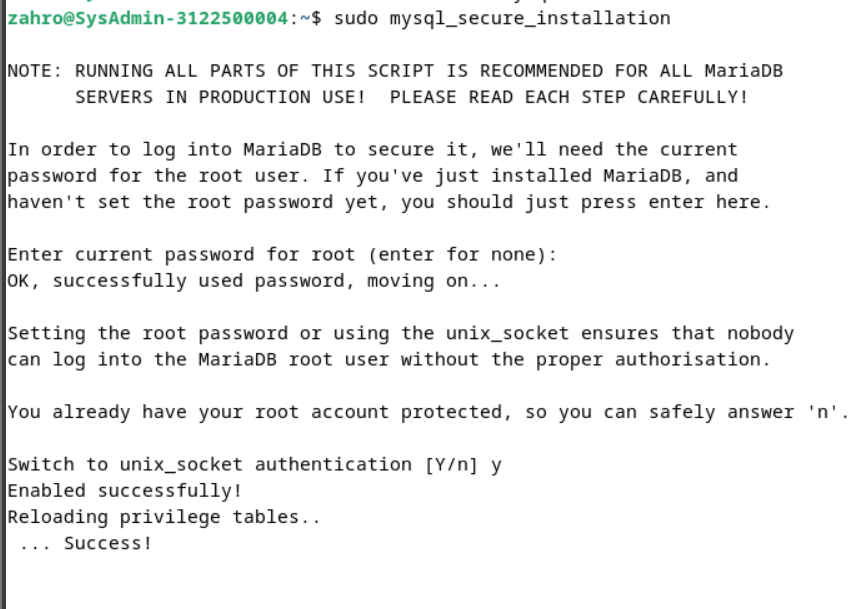 zahro@SysAdmin-3122500004:~$ sudo mysql_secure_installation
NOTE: RUNNING ALL PARTS OF THIS SCRIPT IS RECOMMENDED FOR ALL MariaDB
SERVERS IN PRODUCTION USE!  PLEASE READ EACH STEP CAREFULLY!
In order to log into MariaDB to secure it, we'll need the current
password for the root user. If you've just installed MariaDB, and
haven't set the root password yet, you should just press enter here.
Enter current password for root (enter for none):
OK, successfully used password, moving on...
Setting the root password or using the unix_socket ensures that nobody
can log into the MariaDB root user without the proper authorisation.
You already have your root account protected, so you can safely answer 'n'.
Switch to unix_socket authentication [Y/n] y
Enabled successfully!
Reloading privilege tables..
... Success!